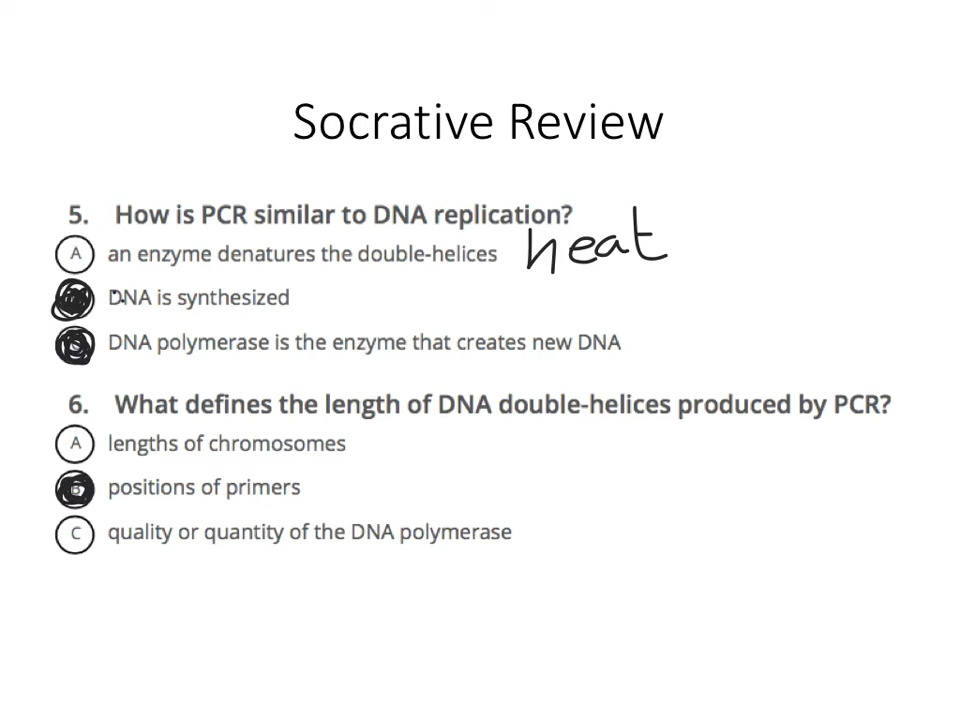 Socrative Review
5. How is PCR similar to DNA replication?
A an enzyme denatures the double-helices heat
DNA is synthesized
DNA polymerase is the enzyme that creates new DNA
6. What defines the length of DNA double-helices produced by PCR?
A lengths of chromosomes
B positions of primers
C quality or quantity of the DNA polymerase